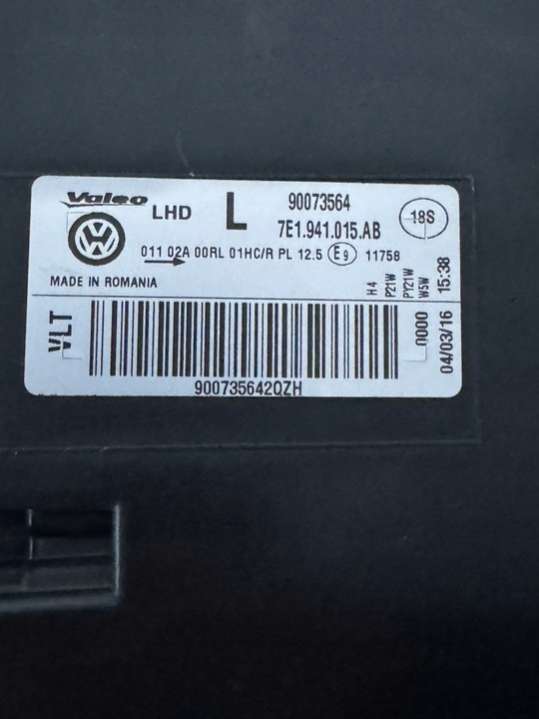 Valeo
LHD
L
90073564
7E1.941.015.AB
18S
011 02A 00RL 01HC/R PL 12.5 E9 11758
MADE IN ROMANIA
H4
P21W
PY21W
W5W
VLT
0000
04/03/16 15:38
900735642QZH